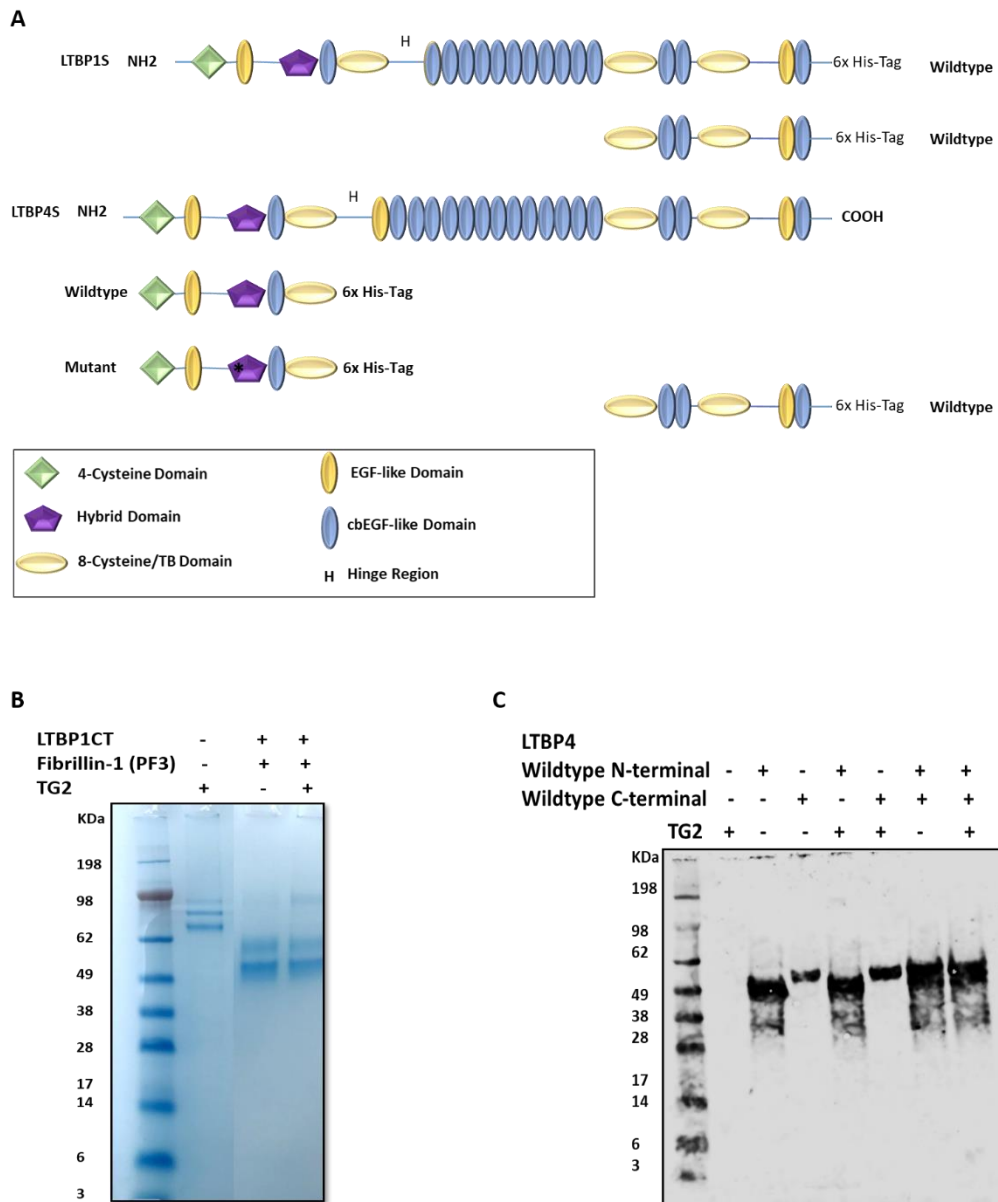 A
LTBP1S NH2 H 6x His-Tag Wildtype
6x His-Tag Wildtype
LTBP4S NH2 H COOH
Wildtype 6x His-Tag
Mutant * 6x His-Tag
6x His-Tag Wildtype
4-Cysteine Domain EGF-like Domain
Hybrid Domain cbEGF-like Domain
8-Cysteine/TB Domain H Hinge Region
B
LTBP1CT - + +
Fibrillin-1 (PF3) - + +
TG2 + - +
KDa
198
98
62
49
38
28
17
14
6
3
C
LTBP4
Wildtype N-terminal - + - + - + +
Wildtype C-terminal - - + - + + +
TG2 + - - + + - +
KDa
198
98
62
49
38
28
17
14
6
3